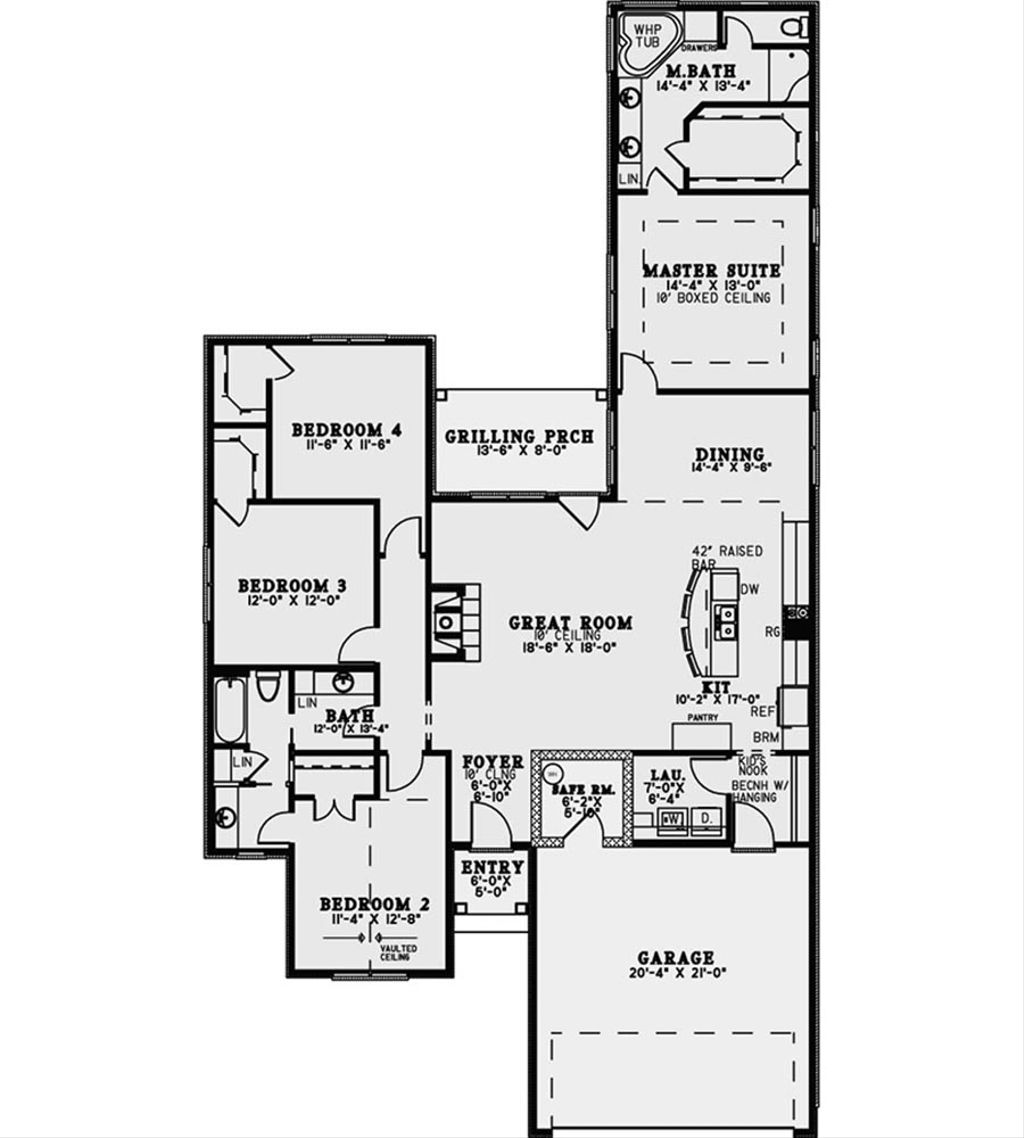 WHP
TUB
DRAWERS
M.BATH
14'-4" X 13'-4"
LIN.
MASTER SUITE
14'-4" X 13'-0"
10' BOXED CEILING
BEDROOM 4
11'-6" X 11'-6"
GRILLING PRCH
13'-6" X 8'-0"
DINING
14'-4" X 9'-6"
42" RAISED
BAR
DW
BEDROOM 3
12'-0" X 12'-0"
GREAT ROOM
10' CEILING
18'-6" X 18'-0"
RG
KIT
10'-2" X 17'-0"
REF
PANTRY
BRM
LIN
BATH
12'-0" X 13'-4"
LIN
FOYER
10' CLNG
6'-0"X
6'-10"
WH
SAFE RM.
6'-2"X
5'-10"
LAU.
7'-0"X
6'-4"
W
D.
KID'S
NOOK
BECNH W/
HANGING
ENTRY
6'-0"X
5'-0"
BEDROOM 2
11'-4" X 12'-8"
VAULTED
CEILING
GARAGE
20'-4" X 21'-0"